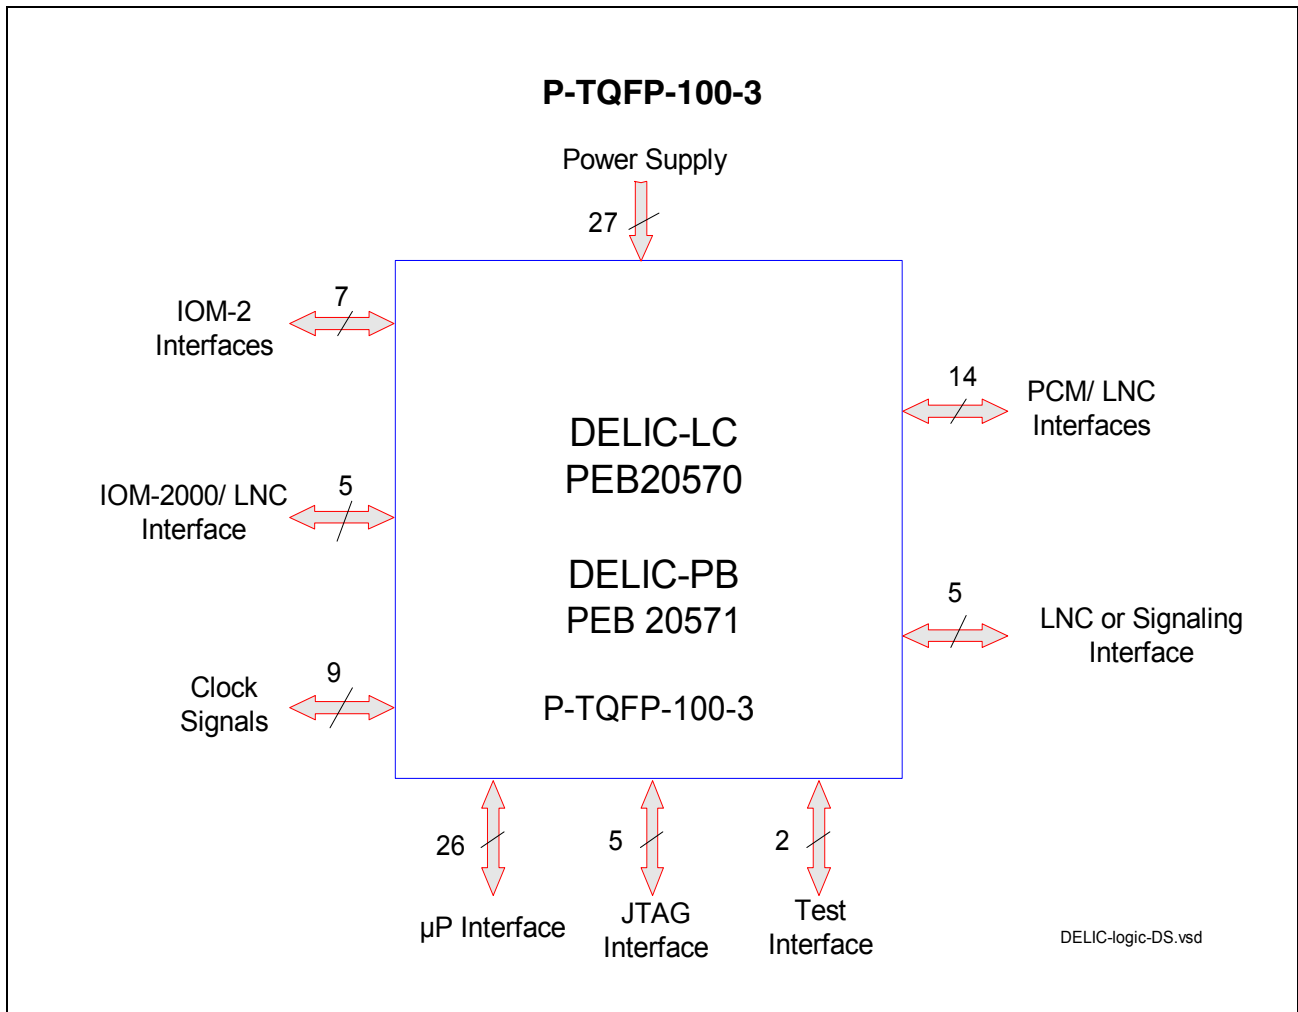 P-TQFP-100-3
Power Supply
27
IOM-2
Interfaces
7
IOM-2000/ LNC
Interface
5
Clock
Signals
9
DELIC-LC
PEB20570
DELIC-PB
PEB 20571
P-TQFP-100-3
14
PCM/ LNC
Interfaces
5
LNC or Signaling
Interface
26
µP Interface
5
JTAG
Interface
2
Test
Interface
DELIC-logic-DS.vsd